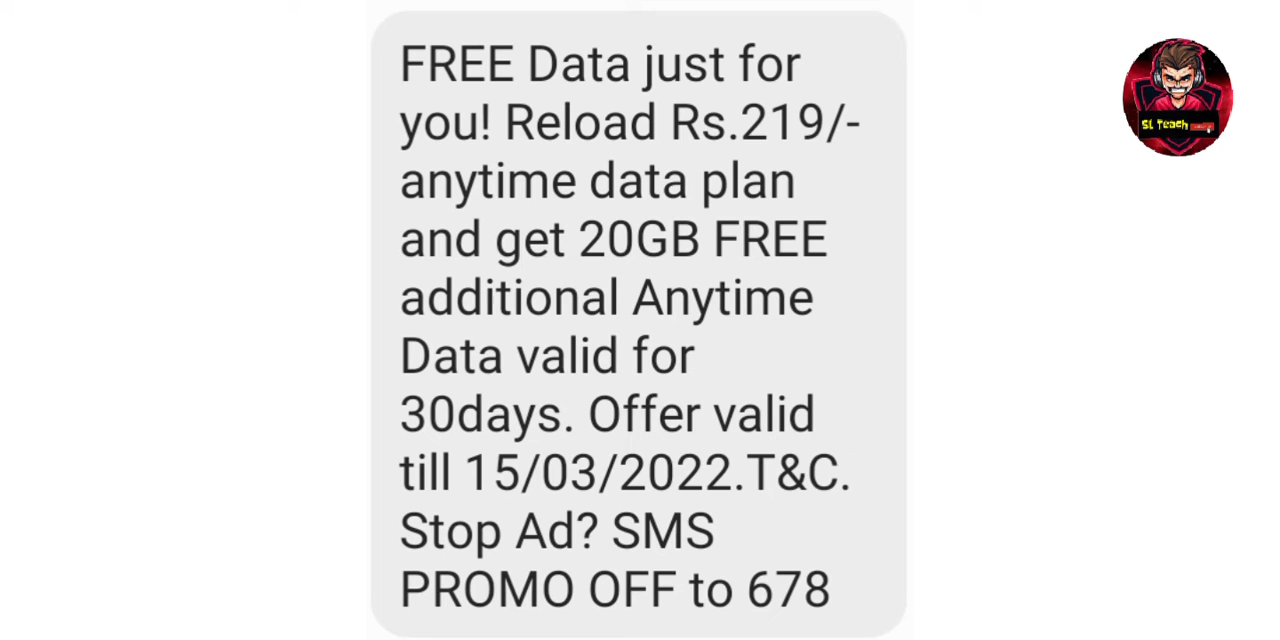 FREE Data just for
you! Reload Rs.219/-
anytime data plan
and get 20GB FREE
additional Anytime
Data valid for
30days. Offer valid
till 15/03/2022.T&C.
Stop Ad? SMS
PROMO OFF to 678
SL Teach